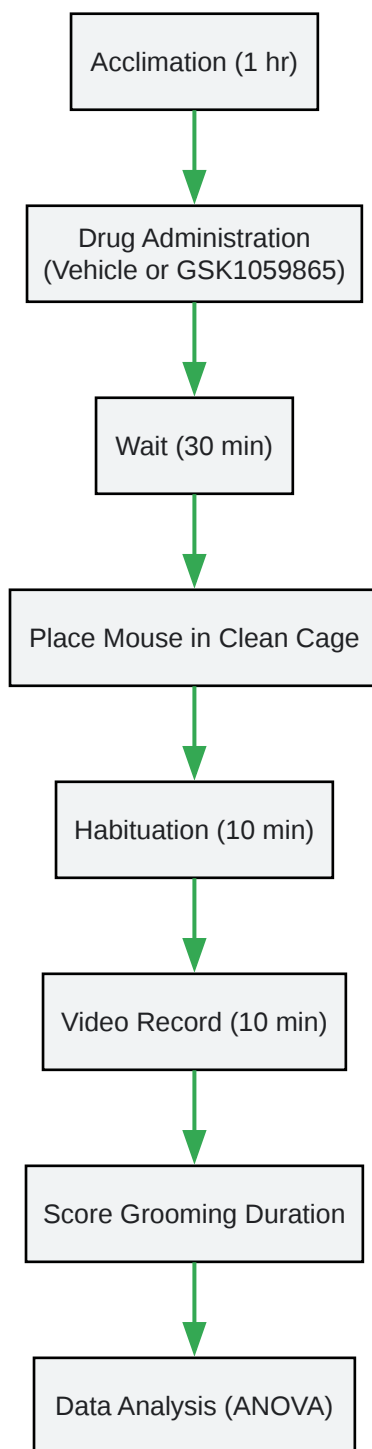 Acclimation (1 hr)
Drug Administration
(Vehicle or GSK1059865)
Wait (30 min)
Place Mouse in Clean Cage
Habituation (10 min)
Video Record (10 min)
Score Grooming Duration
Data Analysis (ANOVA)